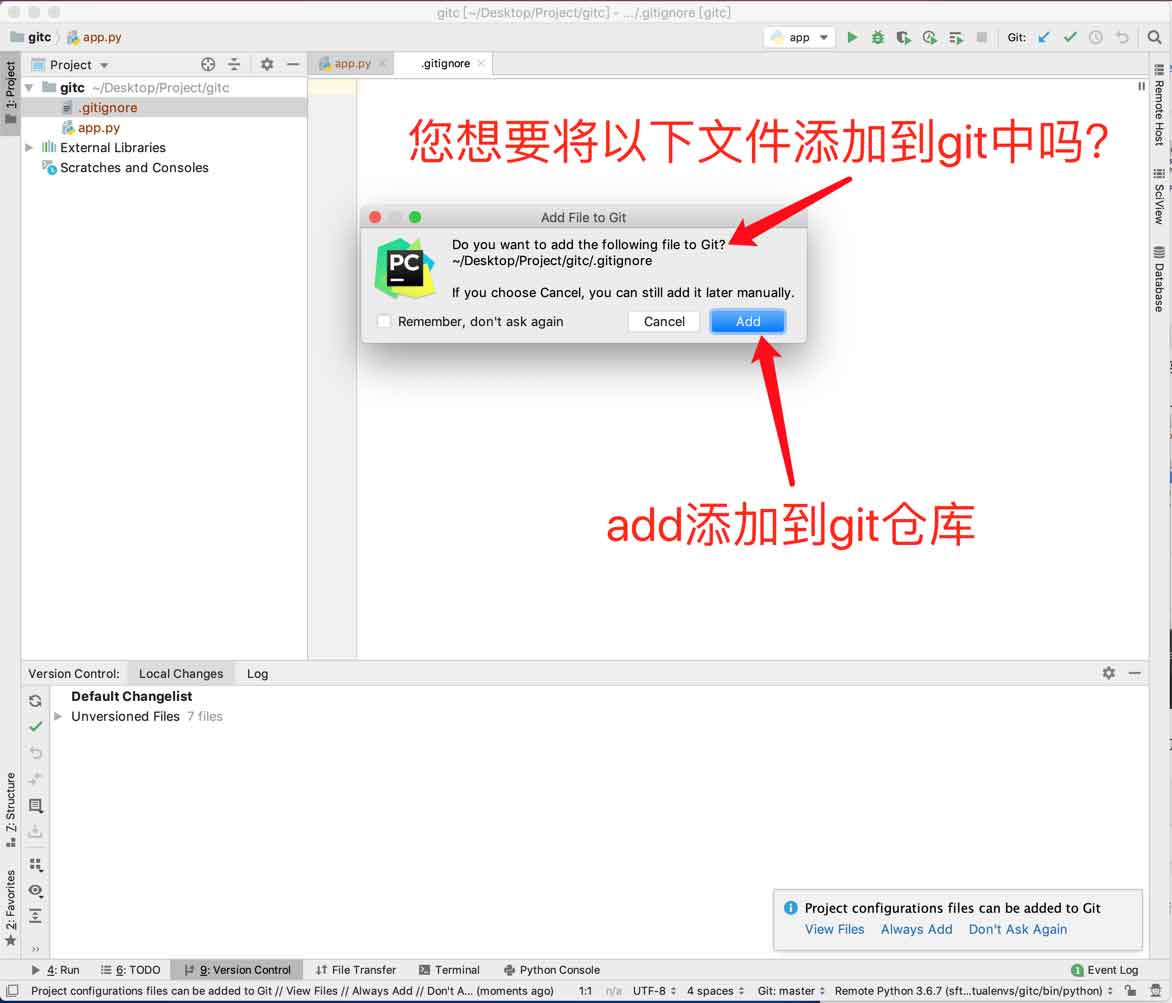 gitc [~/Desktop/Project/gitc] - .../.gitignore [gitc]
gitc app.py app Git:
1: Project
Project
app.py .gitignore
gitc ~/Desktop/Project/gitc
.gitignore
app.py
External Libraries
Scratches and Consoles
Remote Host
SciView
Database
您想要将以下文件添加到git中吗?
Add File to Git
Do you want to add the following file to Git?
~/Desktop/Project/gitc/.gitignore
If you choose Cancel, you can still add it later manually.
PC
Remember, don't ask again Cancel Add
add添加到git仓库
Version Control: Local Changes Log
Default Changelist
Unversioned Files 7 files
Z: Structure
2: Favorites
Project configurations files can be added to Git
View Files Always Add Don't Ask Again
4: Run 6: TODO 9: Version Control File Transfer Terminal Python Console 1 Event Log
Project configurations files can be added to Git // View Files // Always Add // Don't A... (moments ago) 1:1 n/a UTF-8 4 spaces Git: master Remote Python 3.6.7 (sft...tualenvs/gitc/bin/python)